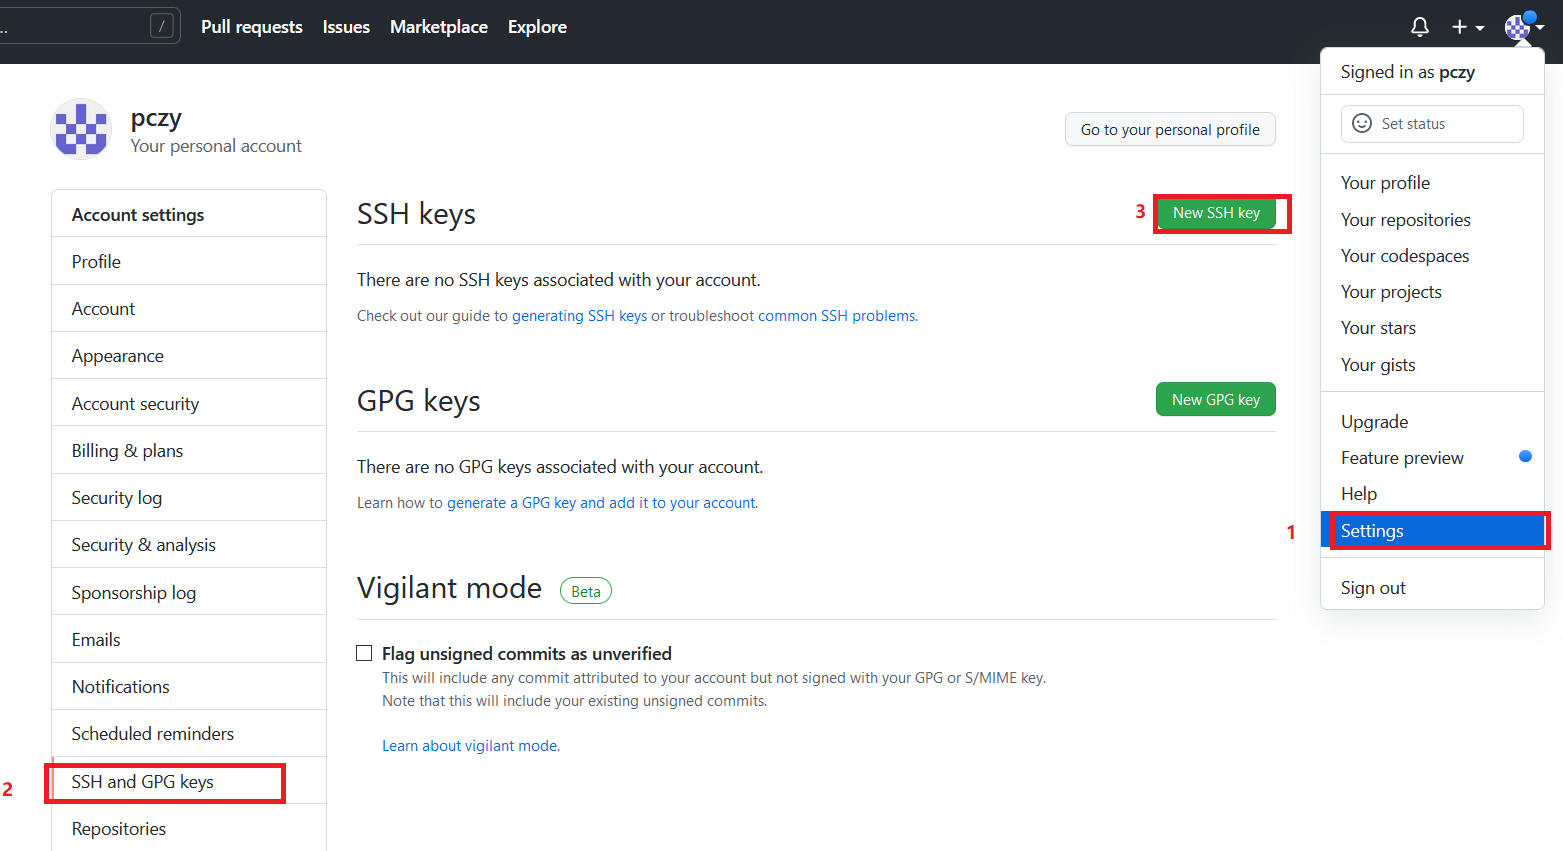 .. / Pull requests Issues Marketplace Explore
Signed in as pczy
Set status
Your profile
Your repositories
Your codespaces
Your projects
Your stars
Your gists
Upgrade
Feature preview
Help
1 Settings
Sign out
pczy
Your personal account
Go to your personal profile
Account settings
Profile
Account
Appearance
Account security
Billing & plans
Security log
Security & analysis
Sponsorship log
Emails
Notifications
Scheduled reminders
2 SSH and GPG keys
Repositories
SSH keys
3 New SSH key
There are no SSH keys associated with your account.
Check out our guide to generating SSH keys or troubleshoot common SSH problems.
GPG keys
New GPG key
There are no GPG keys associated with your account.
Learn how to generate a GPG key and add it to your account.
Vigilant mode Beta
Flag unsigned commits as unverified
This will include any commit attributed to your account but not signed with your GPG or S/MIME key.
Note that this will include your existing unsigned commits.
Learn about vigilant mode.